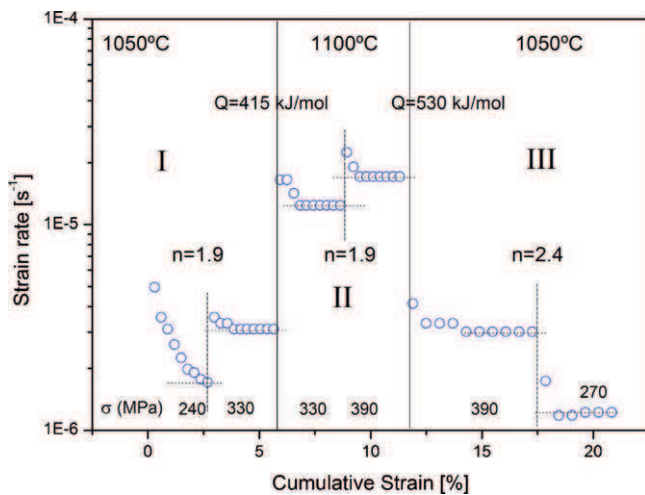 1E-4
1050ºC
1100°C
1050ºC
Q=415 kJ/mol
Q=530 kJ/mol
I
III
1E-5
n=1.9
n=1.9
n=2.4
II
Strain rate [s⁻¹]
270
σ (MPa)
240
330
330
390
390
1E-6
0
5
10
15
20
Cumulative Strain [%]